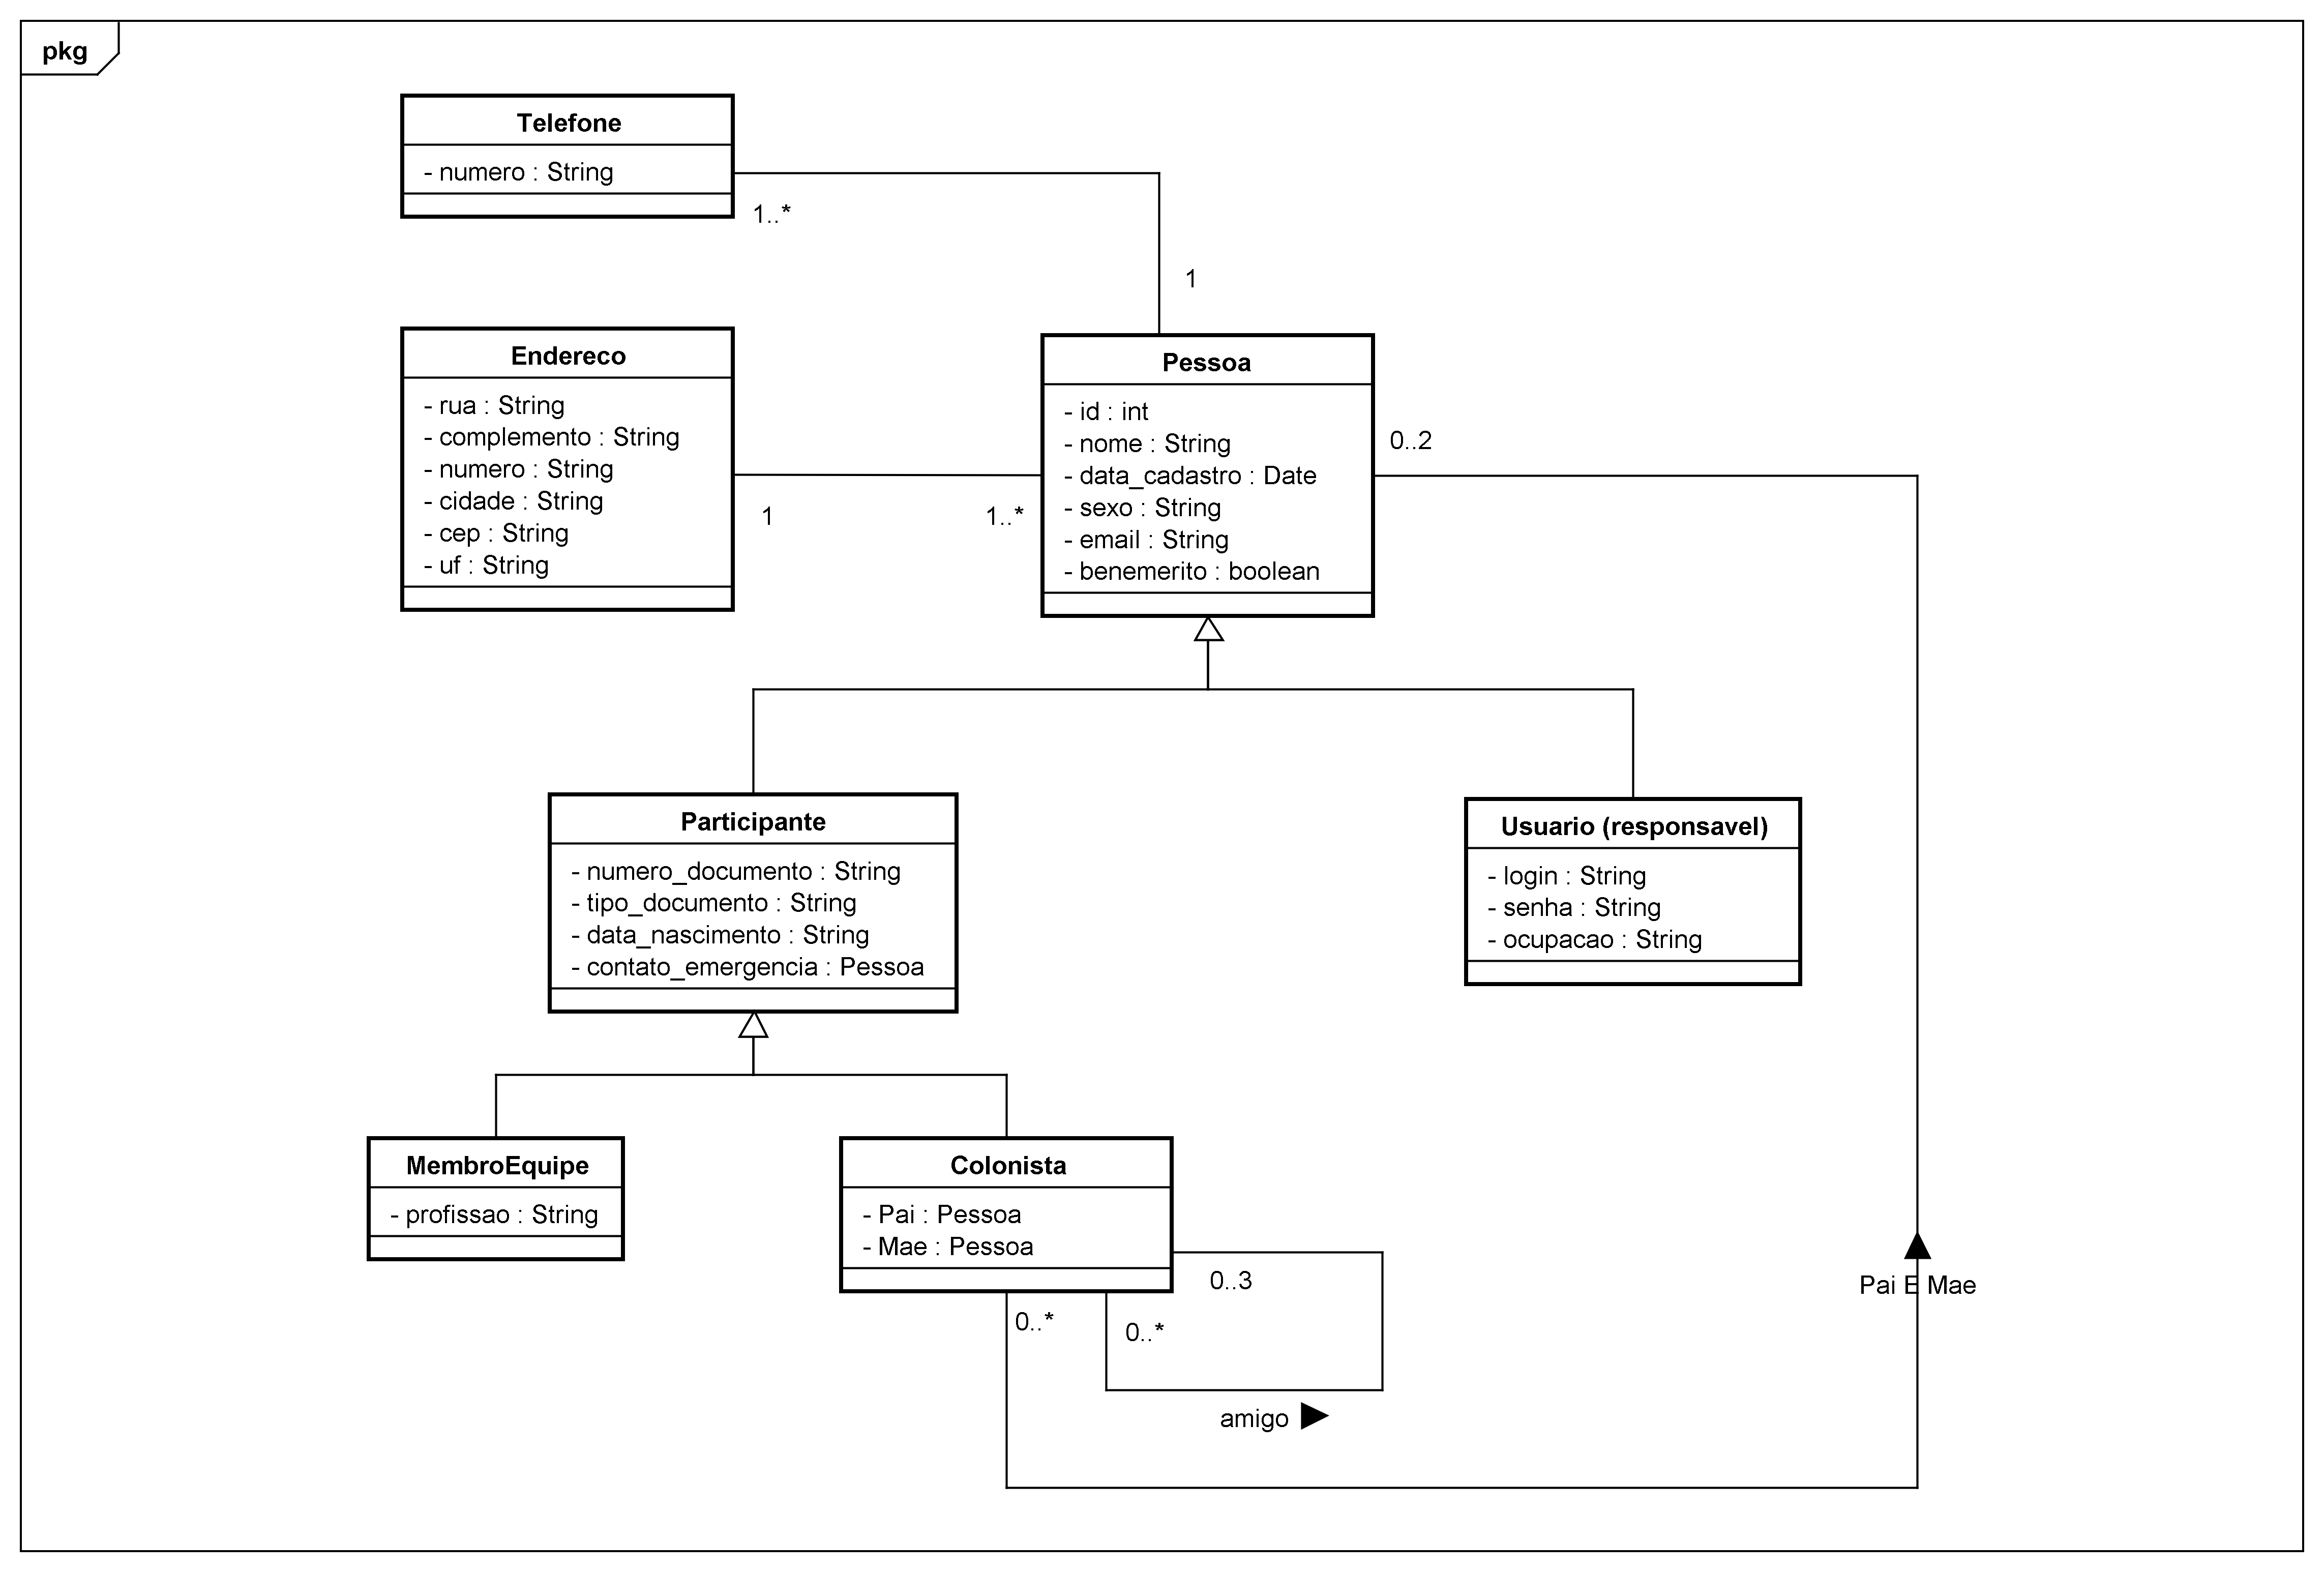 pkg
Telefone
- numero : String
1..*
1
Endereco
- rua : String
- complemento : String
- numero : String
- cidade : String
- cep : String
- uf : String
1
1..*
Pessoa
- id : int
- nome : String
- data_cadastro : Date
- sexo : String
- email : String
- benemerito : boolean
0..2
Participante
- numero_documento : String
- tipo_documento : String
- data_nascimento : String
- contato_emergencia : Pessoa
Usuario (responsavel)
- login : String
- senha : String
- ocupacao : String
MembroEquipe
- profissao : String
Colonista
- Pai : Pessoa
- Mae : Pessoa
0..3
0..*
0..*
amigo
Pai E Mae